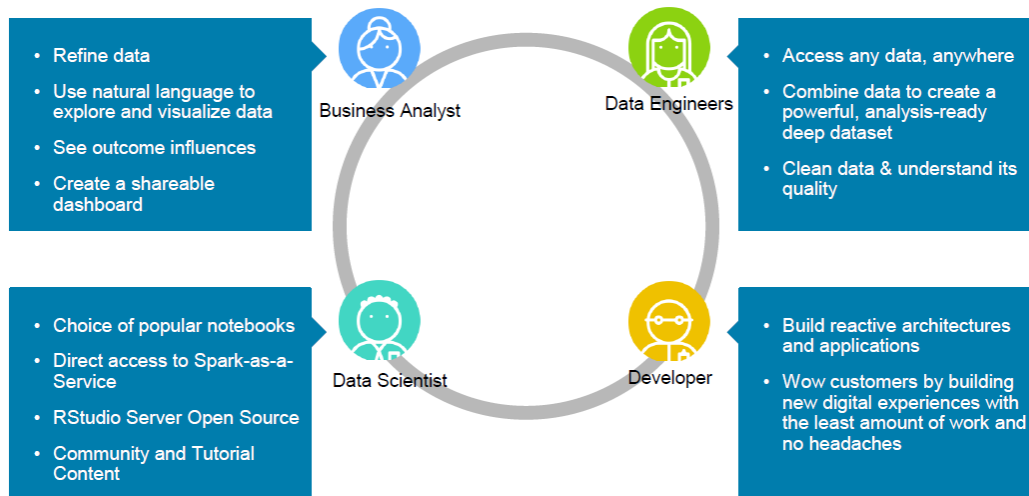 • Refine data
• Use natural language to
explore and visualize data
• See outcome influences
• Create a shareable
dashboard
Business Analyst
Data Engineers
• Access any data, anywhere
• Combine data to create a
powerful, analysis-ready
deep dataset
• Clean data & understand its
quality
• Choice of popular notebooks
• Direct access to Spark-as-a-
Service
• RStudio Server Open Source
• Community and Tutorial
Content
Data Scientist
Developer
• Build reactive architectures
and applications
• Wow customers by building
new digital experiences with
the least amount of work and
no headaches